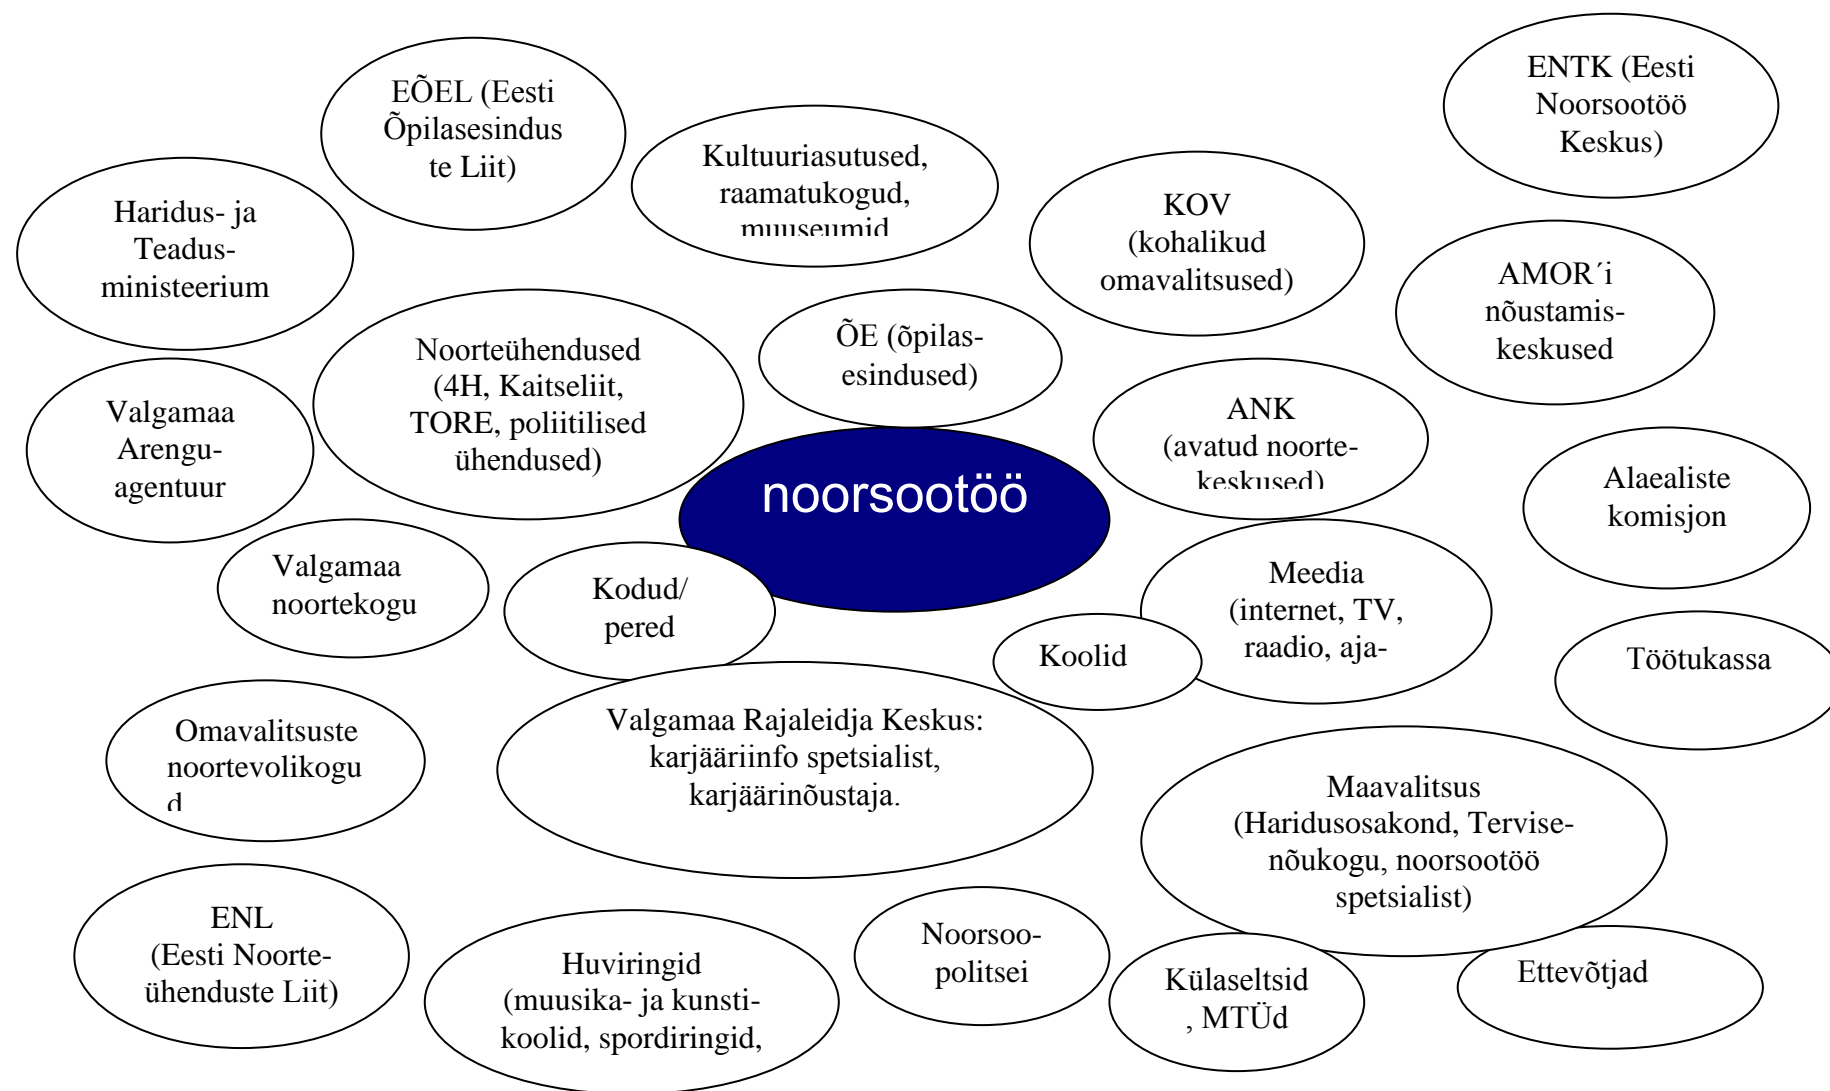 ENTK (Eesti
Noorsootöö
Keskus)
EÕEL (Eesti
Õpilasesindus
te Liit)
Kultuuriasutused,
raamatukogud,
muuseumid
Haridus- ja
Teadus-
ministeerium
KOV
(kohalikud
omavalitsused)
AMOR´i
nõustamis-
keskused
Noorteühendused
(4H, Kaitseliit,
TORE, poliitilised
ühendused)
ÕE (õpilas-
esindused)
Valgamaa
Arengu-
agentuur
ANK
(avatud noorte-
keskused)
noorsootöö
Alaealiste
komisjon
Valgamaa
noortekogu
Kodud/
pered
Meedia
(internet, TV,
raadio, aja-
Koolid
Töötukassa
Omavalitsuste
noortevolikogu
d
Valgamaa Rajaleidja Keskus:
karjääriinfo spetsialist,
karjäärinõustaja.
Maavalitsus
(Haridusosakond, Tervise-
nõukogu, noorsootöö
spetsialist)
ENL
(Eesti Noorte-
ühenduste Liit)
Huviringid
(muusika- ja kunsti-
koolid, spordiringid,
Noorsoo-
politsei
Külaseltsid
, MTÜd
Ettevõtjad